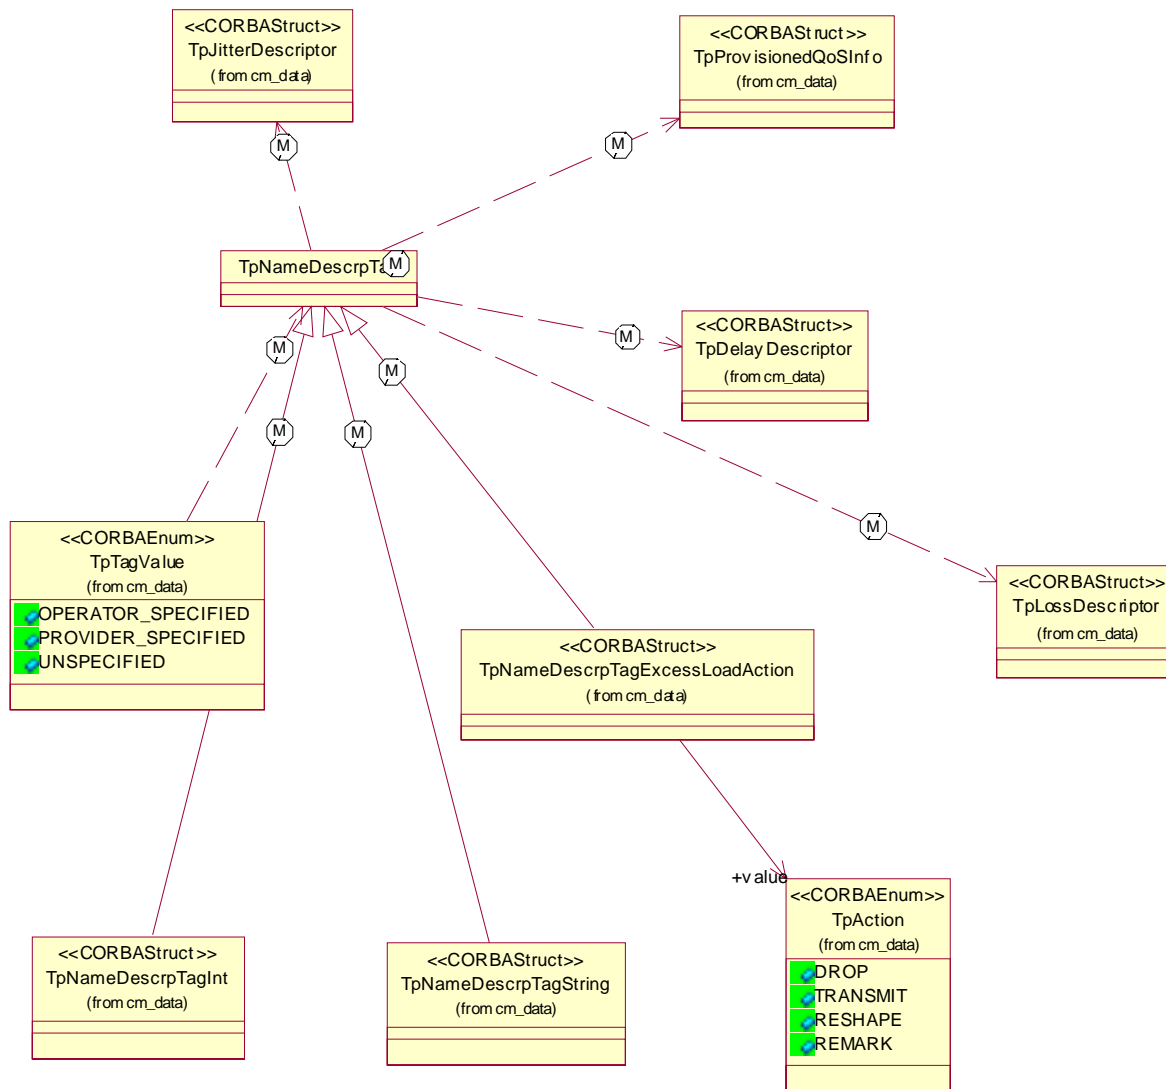 <<CORBAStruct>>
TpJitterDescriptor
(from cm_data)
<<CORBAStruct>>
TpProvisionedQoSInfo
(from cm_data)
M
M
TpNameDescrpTa
M
<<CORBAStruct>>
TpDelayDescriptor
(from cm_data)
M
M
M
M
M
M
<<CORBAEnum>>
TpTagValue
(from cm_data)
OPERATOR_SPECIFIED
PROVIDER_SPECIFIED
UNSPECIFIED
<<CORBAStruct>>
TpLossDescriptor
(from cm_data)
<<CORBAStruct>>
TpNameDescrpTagExcessLoadAction
(from cm_data)
+value
<<CORBAEnum>>
TpAction
(from cm_data)
DROP
TRANSMIT
RESHAPE
REMARK
<<CORBAStruct>>
TpNameDescrpTagInt
(from cm_data)
<<CORBAStruct>>
TpNameDescrpTagString
(from cm_data)